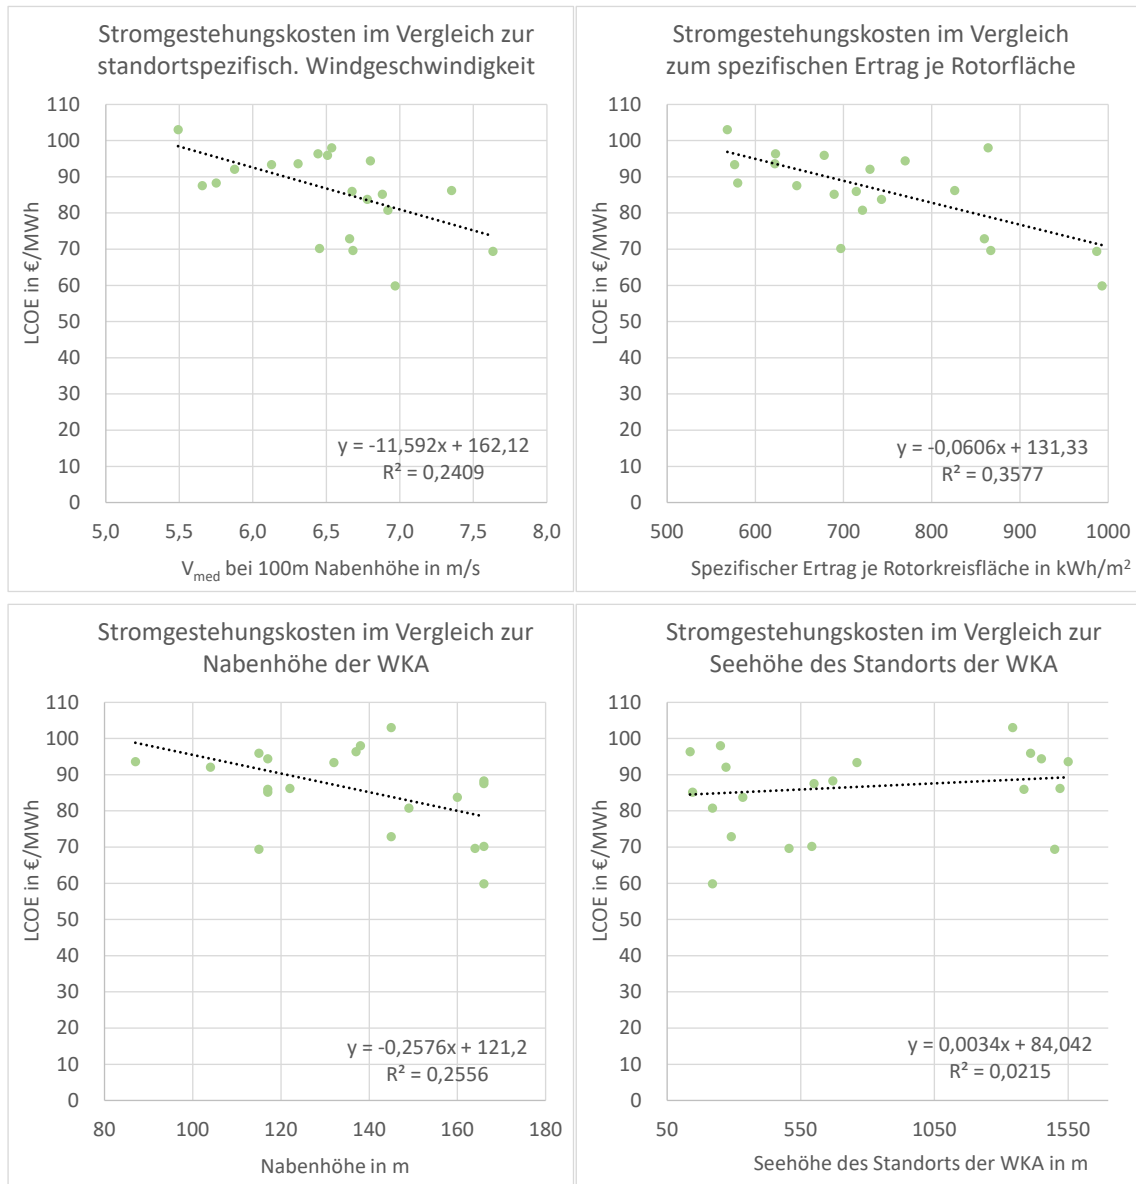 Stromgestehungskosten im Vergleich zur
standortspezifisch. Windgeschwindigkeit
LCOE in €/MWh
110
100
90
80
70
60
50
40
30
20
10
0
y = -11,592x + 162,12
R² = 0,2409
5,0 5,5 6,0 6,5 7,0 7,5 8,0
Vmed bei 100m Nabenhöhe in m/s
Stromgestehungskosten im Vergleich
zum spezifischen Ertrag je Rotorfläche
LCOE in €/MWh
110
100
90
80
70
60
50
40
30
20
10
0
y = -0,0606x + 131,33
R² = 0,3577
500 600 700 800 900 1000
Spezifischer Ertrag je Rotorkreisfläche in kWh/m²
Stromgestehungskosten im Vergleich zur
Nabenhöhe der WKA
LCOE in €/MWh
110
100
90
80
70
60
50
40
30
20
10
0
y = -0,2576x + 121,2
R² = 0,2556
80 100 120 140 160 180
Nabenhöhe in m
Stromgestehungskosten im Vergleich zur
Seehöhe des Standorts der WKA
LCOE in €/MWh
110
100
90
80
70
60
50
40
30
20
10
0
y = 0,0034x + 84,042
R² = 0,0215
50 550 1050 1550
Seehöhe des Standorts der WKA in m